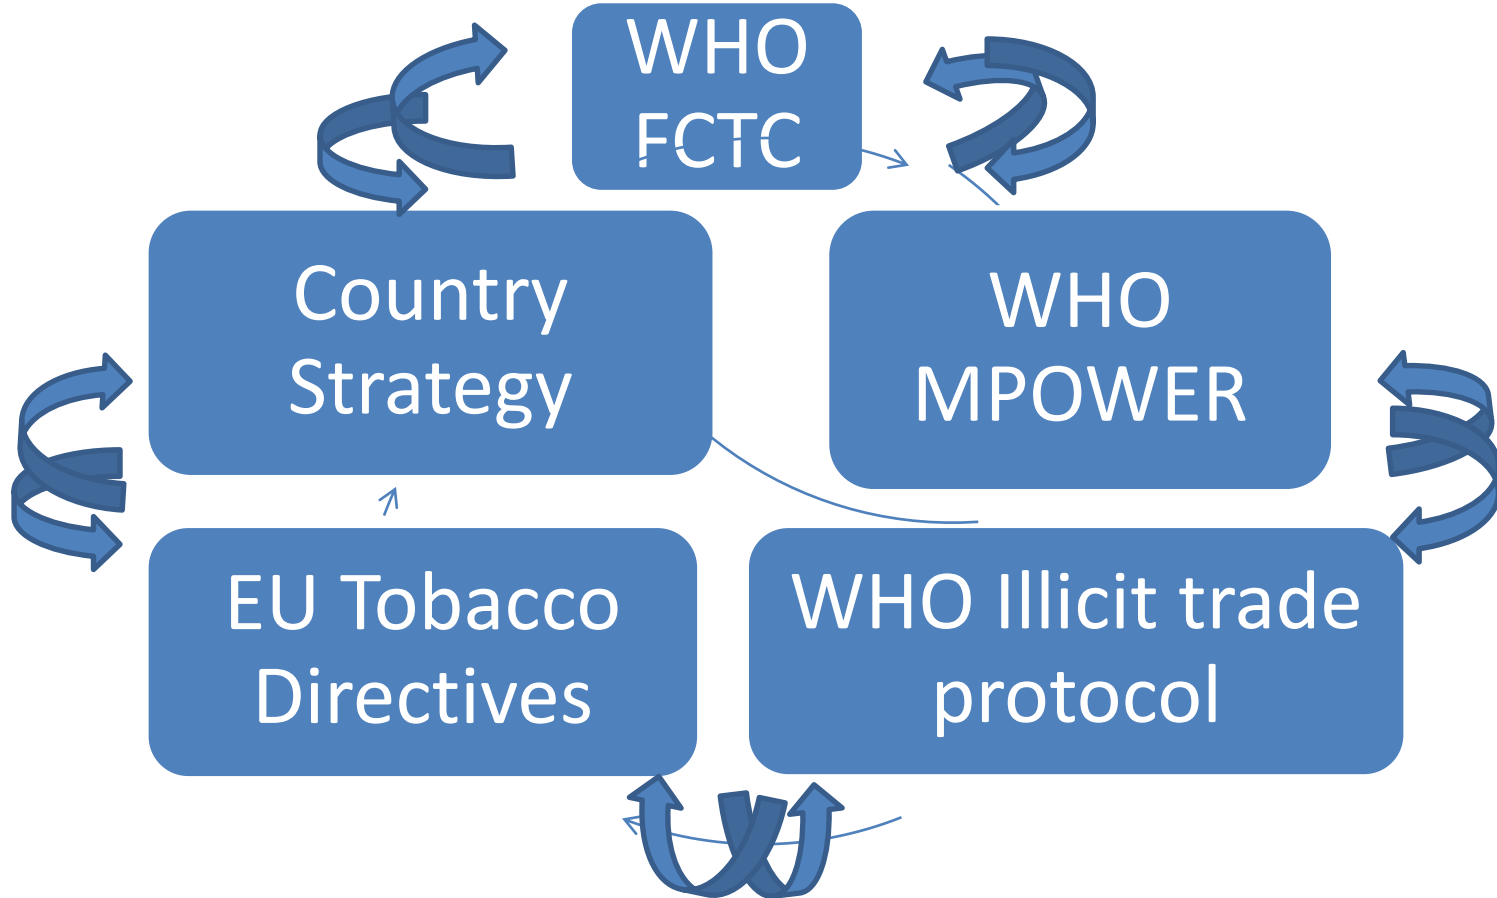 WHO
FCTC
Country
Strategy
WHO
MPOWER
EU Tobacco
Directives
WHO Illicit trade
protocol